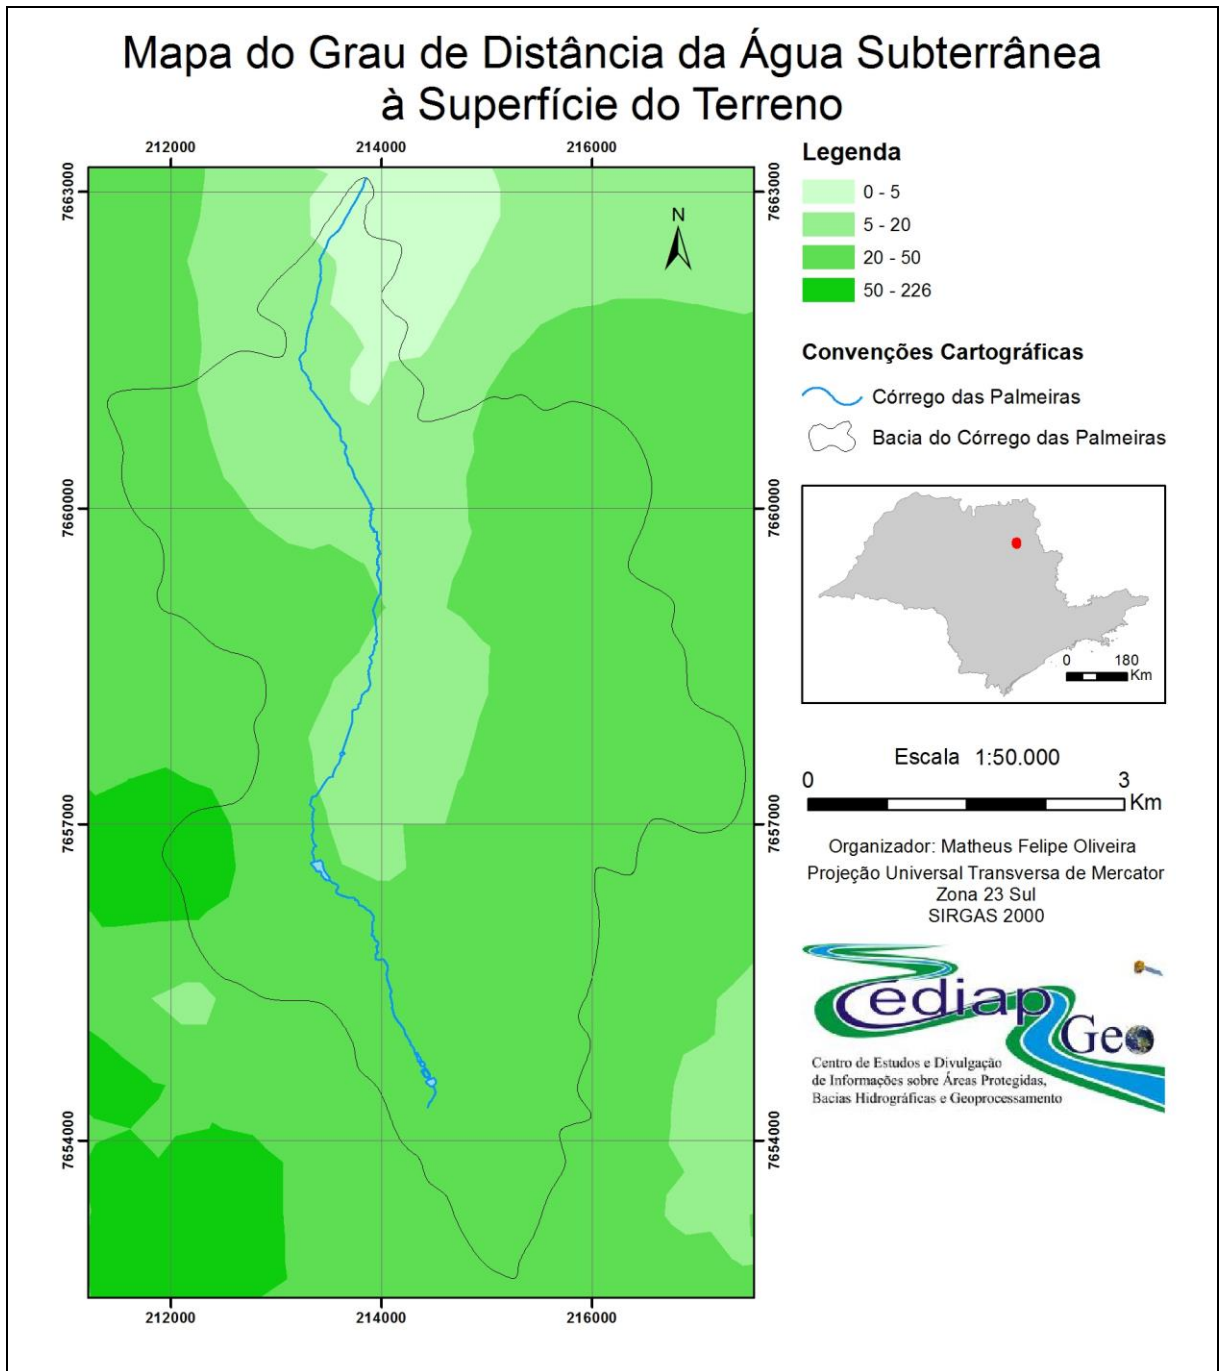 Mapa do Grau de Distância da Água Subterrânea
à Superfície do Terreno
212000
214000
216000
7663000
7660000
7657000
7654000
N
7663000
7660000
7657000
7654000
212000
214000
216000
Legenda
0 - 5
5 - 20
20 - 50
50 - 226
Convenções Cartográficas
Córrego das Palmeiras
Bacia do Córrego das Palmeiras
0 180
Km
Escala 1:50.000
0 3
Km
Organizador: Matheus Felipe Oliveira
Projeção Universal Transversa de Mercator
Zona 23 Sul
SIRGAS 2000
Cediap
Geo
Centro de Estudos e Divulgação
de Informações sobre Áreas Protegidas,
Bacias Hidrográficas e Geoprocessamento